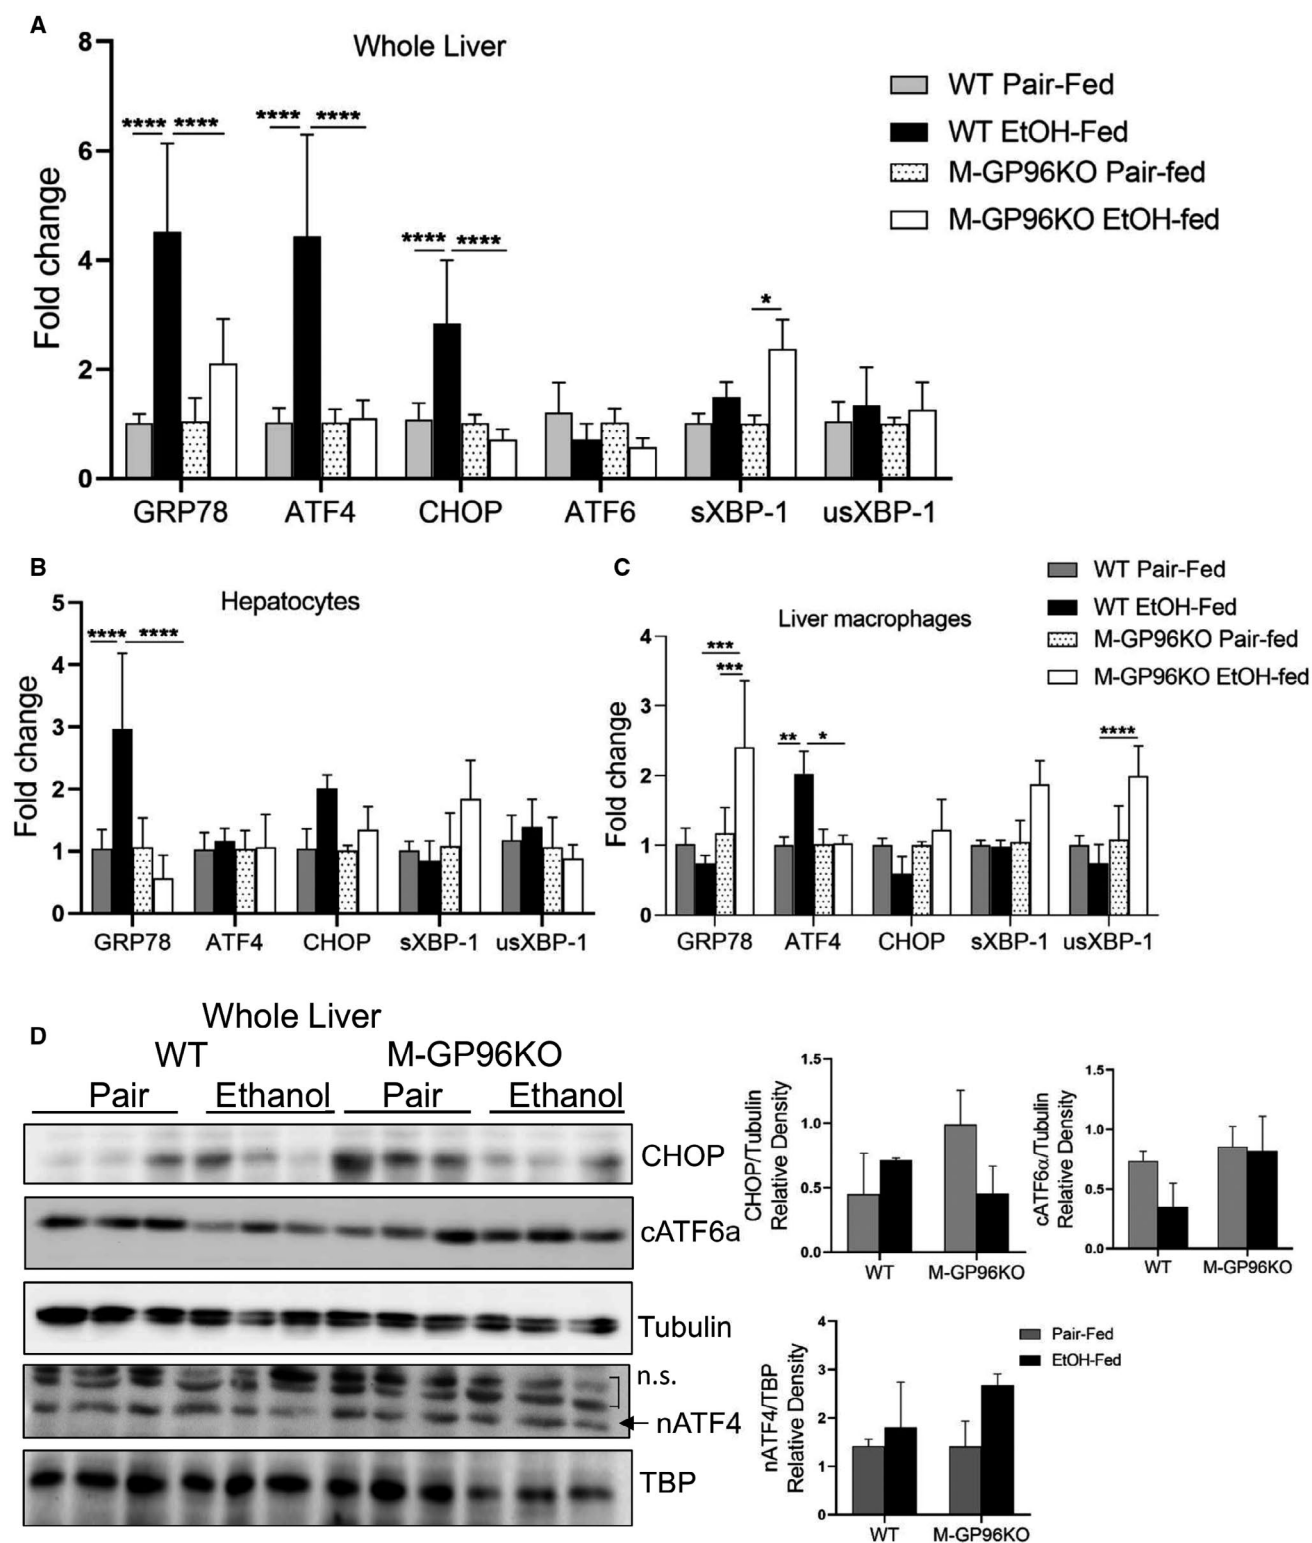 A
Whole Liver
WT Pair-Fed
WT EtOH-Fed
M-GP96KO Pair-fed
M-GP96KO EtOH-fed
Fold change
8
6
4
2
0
**** ****
**** ****
**** ****
*
GRP78 ATF4 CHOP ATF6 sXBP-1 usXBP-1
B
Hepatocytes
Fold change
5
4
3
2
1
0
**** ****
GRP78 ATF4 CHOP sXBP-1 usXBP-1
C
Liver macrophages
WT Pair-Fed
WT EtOH-Fed
M-GP96KO Pair-fed
M-GP96KO EtOH-fed
Fold change
4
3
2
1
0
***
***
** *
****
GRP78 ATF4 CHOP sXBP-1 usXBP-1
D
Whole Liver
WT M-GP96KO
Pair Ethanol Pair Ethanol
CHOP
cATF6a
Tubulin
n.s.
nATF4
TBP
CHOP/Tubulin
Relative Density
1.5
1.0
0.5
0.0
WT M-GP96KO
cATF6α/Tubulin
Relative Density
1.5
1.0
0.5
0.0
WT M-GP96KO
nATF4/TBP
Relative Density
4
3
2
1
0
WT M-GP96KO
Pair-Fed
EtOH-Fed